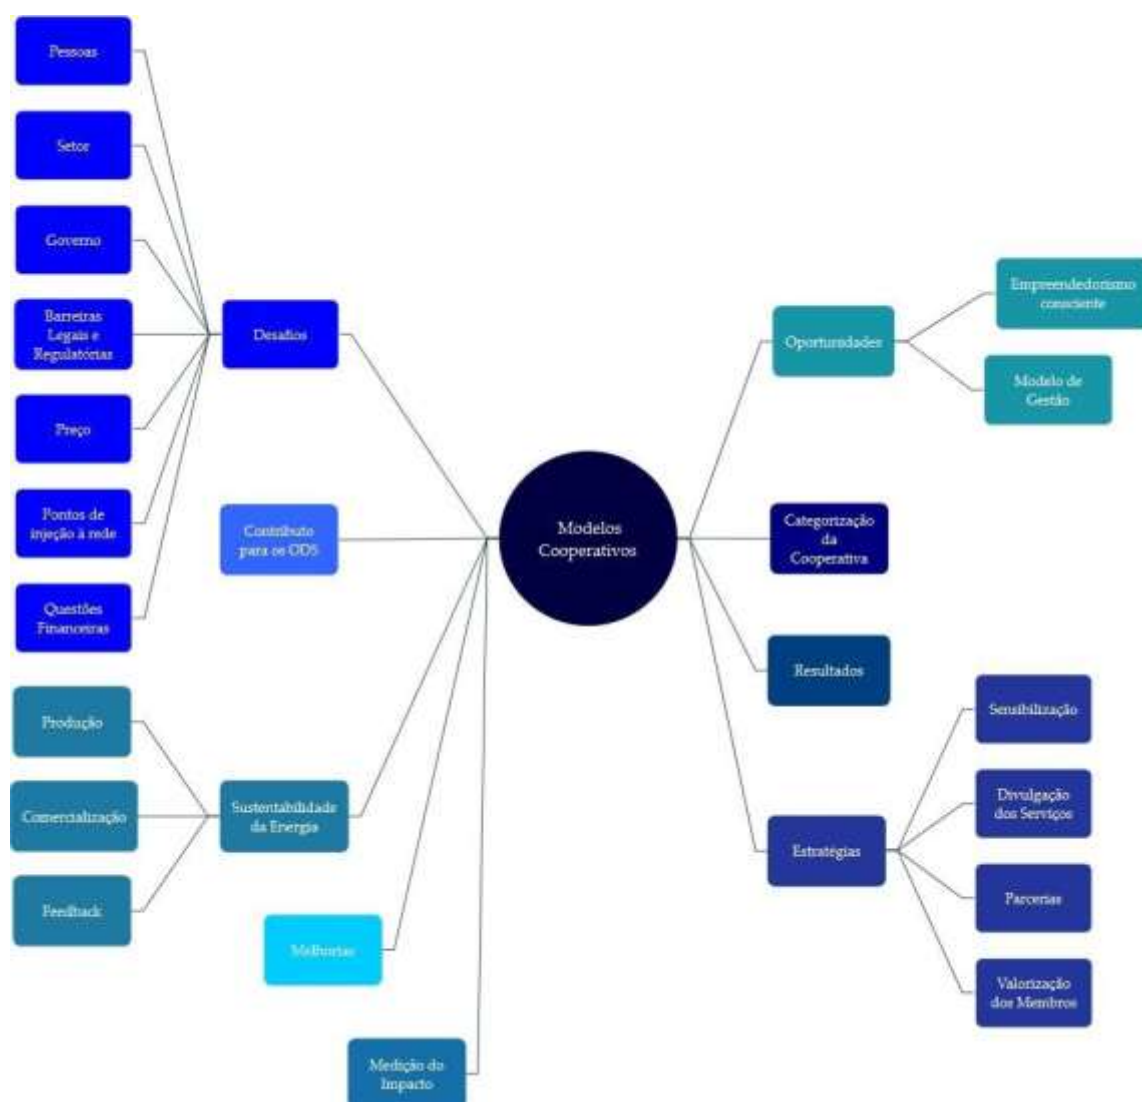 Pessoas
Setor
Governo
Barreiras
Legais e
Regulatórias
Preço
Pontos de
injeção à rede
Questões
Financeiras
Desafios
Contributo
para os ODS
Produção
Comercialização
Feedback
Sustentabilidade
da Energia
Melhorias
Medição do
Impacto
Modelos
Cooperativos
Oportunidades
Empreendedorismo
consciente
Modelo de
Gestão
Categorização
da
Cooperativa
Resultados
Estratégias
Sensibilização
Divulgação
dos Serviços
Parcerias
Valorização
dos Membros